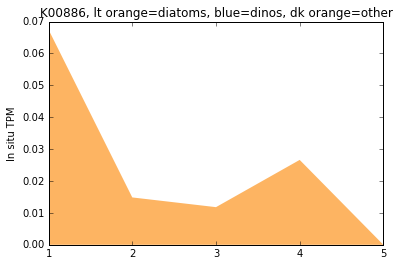 K00886, lt orange=diatoms, blue=dinos, dk orange=other
0.07
0.06
0.05
0.04
0.03
0.02
0.01
0.00
In situ TPM
1 2 3 4 5